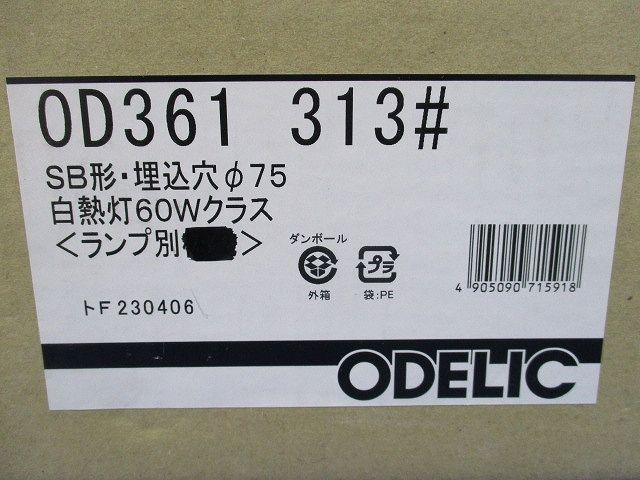 OD361 313#
SB形・埋込穴φ75
白熱灯60Wクラス
<ランプ別
>
ダンボール
外箱
プラ
袋:PE
4 905090 715918
トF230406
ODELIC